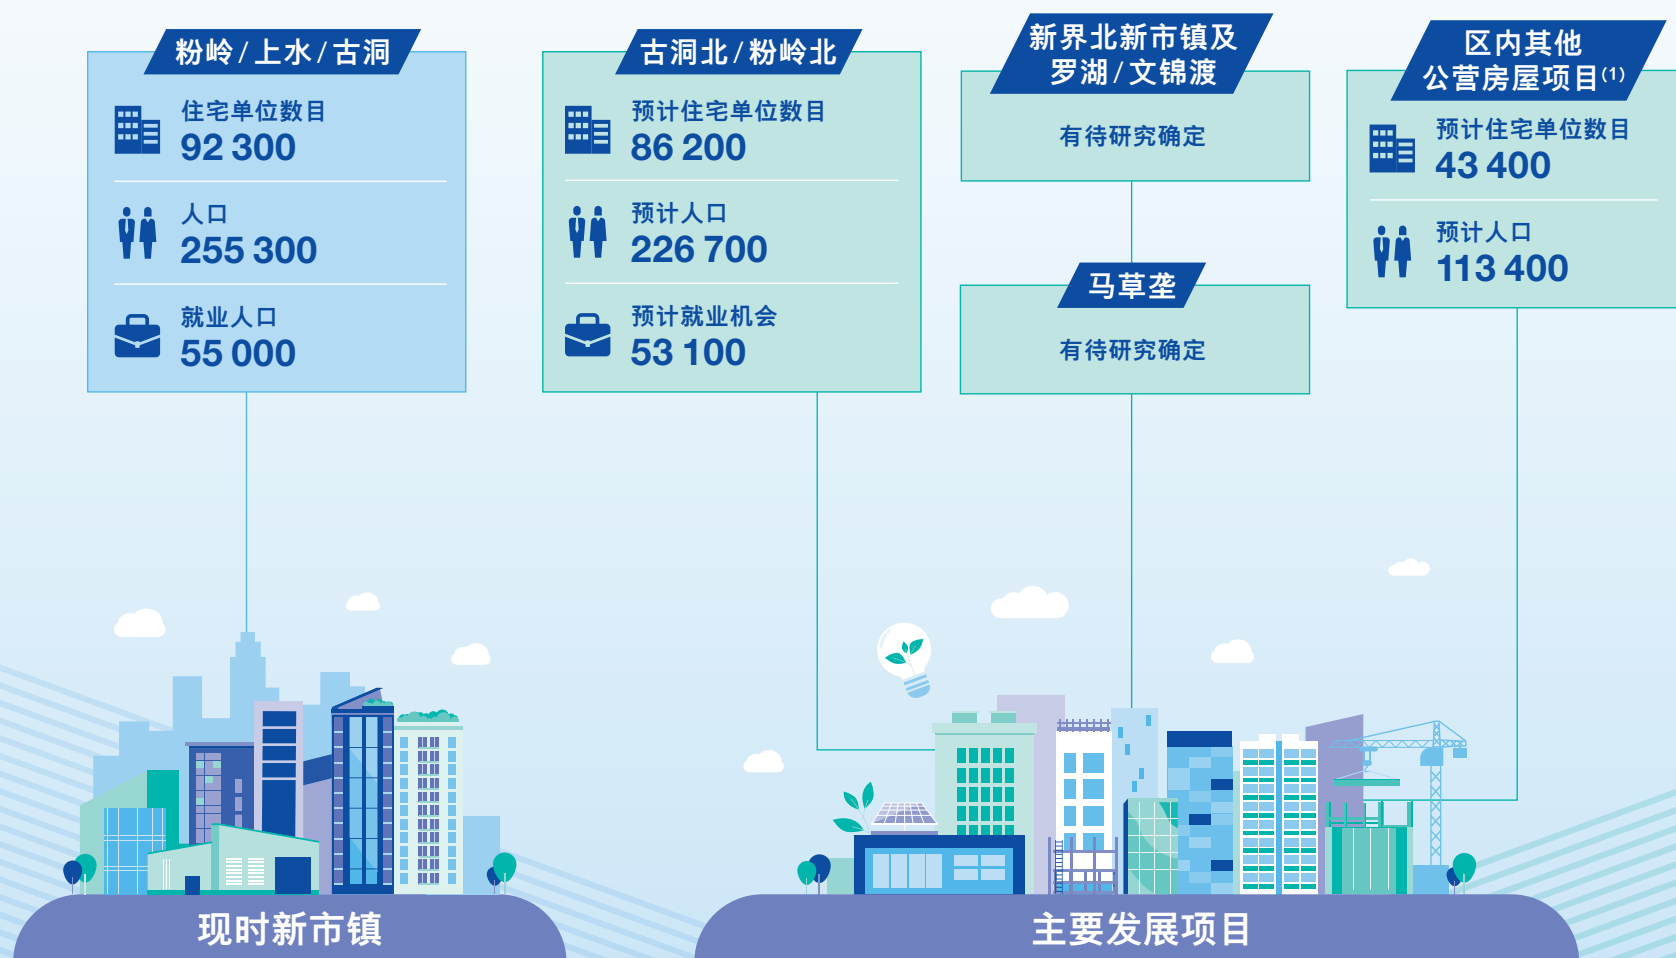 粉岭/上水/古洞
住宅单位数目
92 300
人口
255 300
就业人口
55 000
古洞北/粉岭北
预计住宅单位数目
86 200
预计人口
226 700
预计就业机会
53 100
新界北新市镇及
罗湖/文锦渡
有待研究确定
马草垄
有待研究确定
区内其他
公营房屋项目(1)
预计住宅单位数目
43 400
预计人口
113 400
现时新市镇
主要发展项目